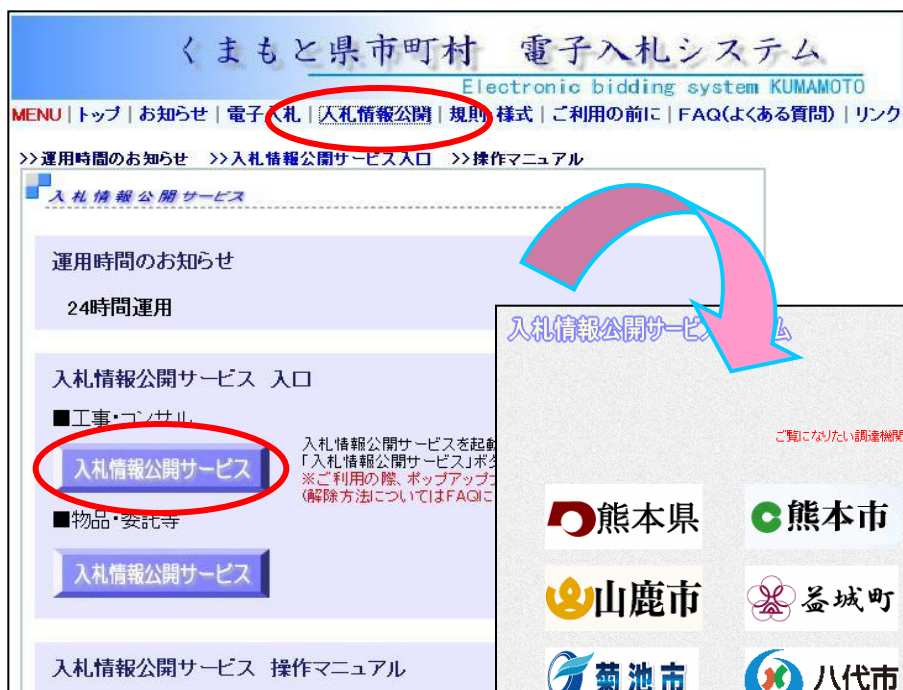 くまもと県市町村 電子入札システム
Electronic bidding system KUMAMOTO
MENU | トップ | お知らせ | 電子入札 | 入札情報公開 | 規則・様式 | ご利用の前に | FAQ(よくある質問) | リンク
>>運用時間のお知らせ >>入札情報公開サービス入口 >>操作マニュアル
入札情報公開サービス
運用時間のお知らせ
24時間運用
入札情報公開サービス 入口
■工事・コンサル
入札情報公開サービス
入札情報公開サービスを起動
「入札情報公開サービス」ボタ
※ご利用の際、ポップアップブ
(解除方法についてはFAQに
■物品・委託等
入札情報公開サービス
入札情報公開サービス 操作マニュアル
入札情報公開サービ ム
ご覧になりたい調達機関
熊本県
熊本市
山鹿市
益城町
菊池市
八代市